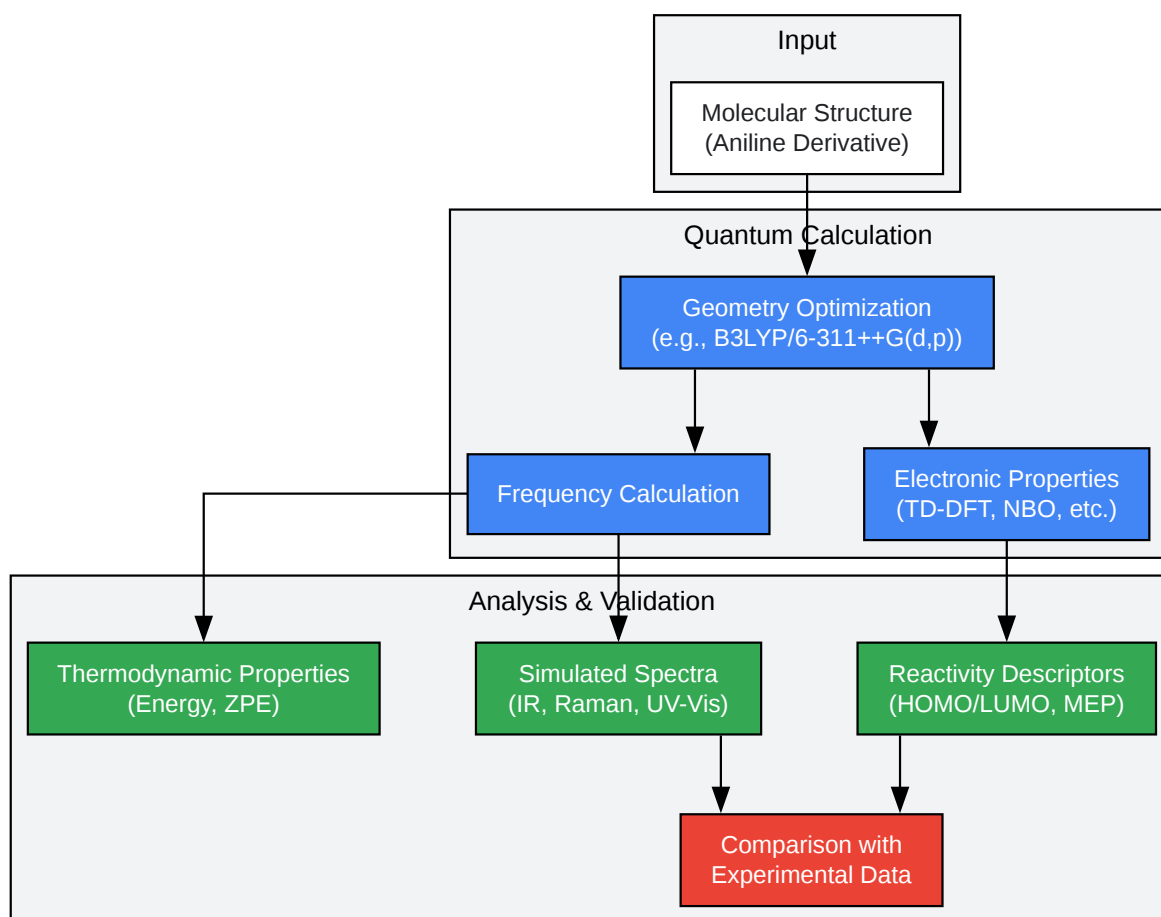 Input
Molecular Structure
(Aniline Derivative)
Quantum Calculation
Geometry Optimization
(e.g., B3LYP/6-311++G(d,p))
Frequency Calculation
Electronic Properties
(TD-DFT, NBO, etc.)
Analysis & Validation
Thermodynamic Properties
(Energy, ZPE)
Simulated Spectra
(IR, Raman, UV-Vis)
Reactivity Descriptors
(HOMO/LUMO, MEP)
Comparison with
Experimental Data